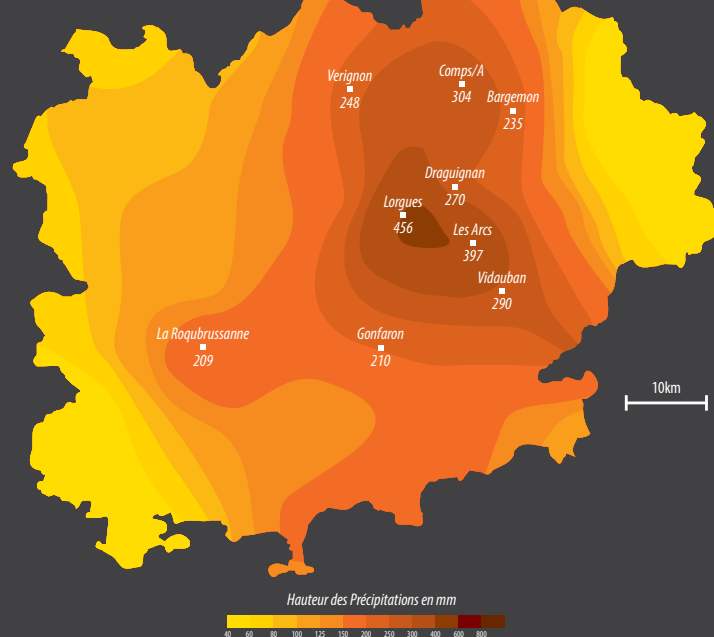 Verignon
248
Comps/A
304
Bargemon
235
Draguignan
270
Lorgues
456
Les Arcs
397
Vidauban
290
La Roqubrussanne
209
Gonfaron
210
10km
Hauteur des Précipitations en mm
40 60 80 100 125 150 200 250 300 400 600 800